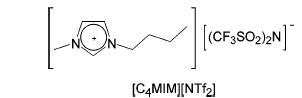 N + N [(CF3SO2)2N]−
[C4MIM][NTf2]